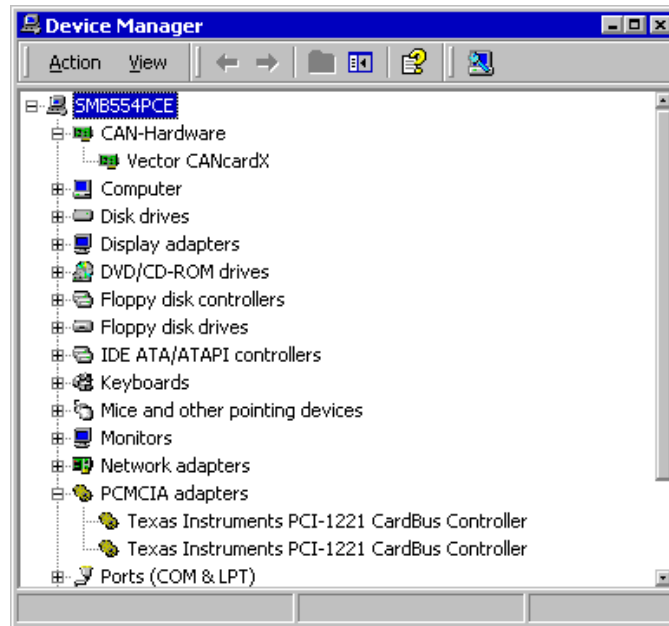 Device Manager
Action View
SMB554PCE
CAN-Hardware
Vector CANcardX
Computer
Disk drives
Display adapters
DVD/CD-ROM drives
Floppy disk controllers
Floppy disk drives
IDE ATA/ATAPI controllers
Keyboards
Mice and other pointing devices
Monitors
Network adapters
PCMCIA adapters
Texas Instruments PCI-1221 CardBus Controller
Texas Instruments PCI-1221 CardBus Controller
Ports (COM & LPT)